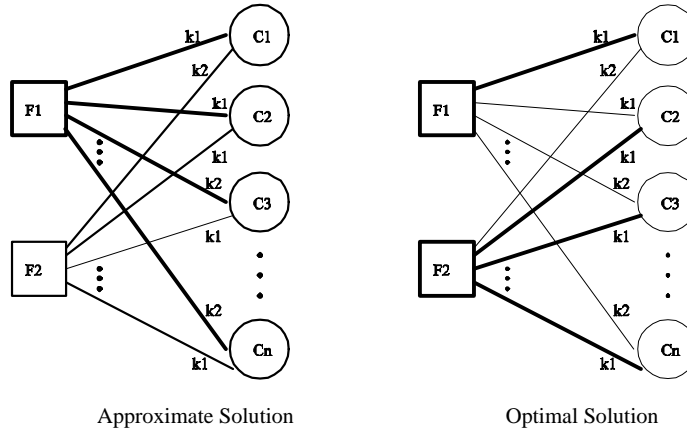 k1
C1
k2
F1
k1
C2
k1
k2
C3
k1
F2
k2
Cn
k1
Approximate Solution
k1
C1
k2
F1
k1
C2
k1
k2
C3
k1
F2
k2
Cn
k1
Optimal Solution